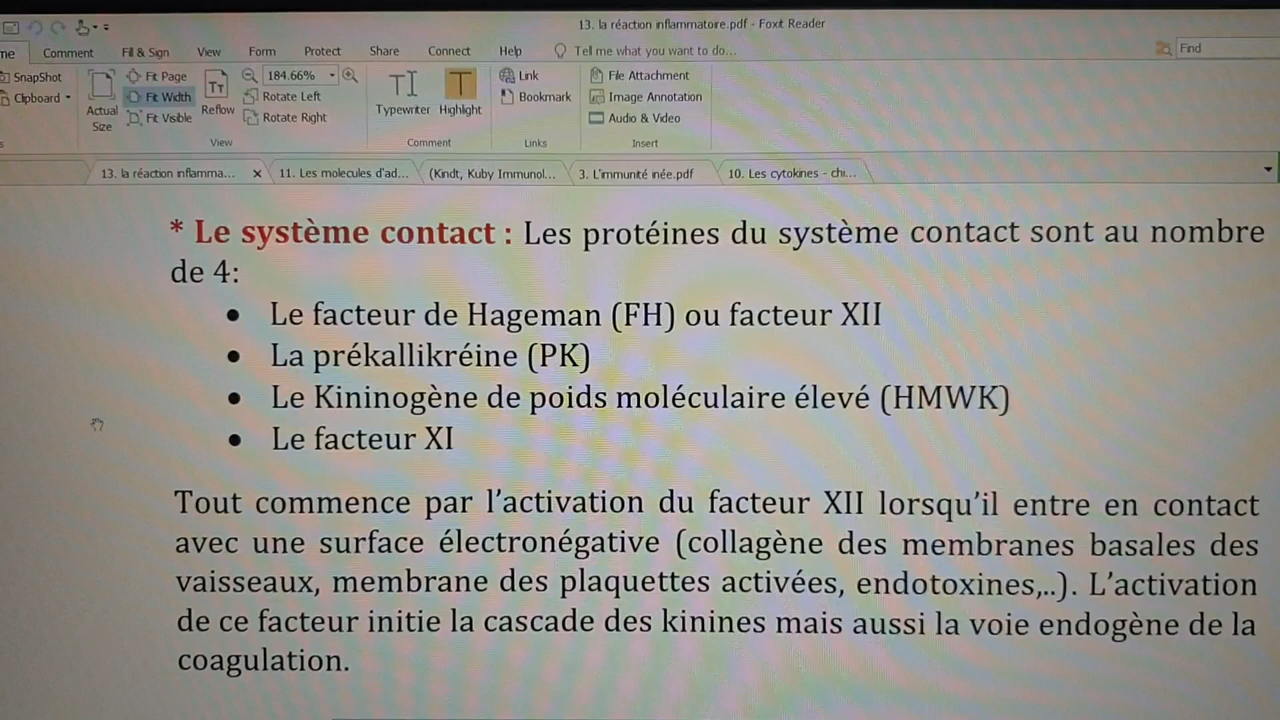 13. la réaction inflammatoire.pdf - Foxit Reader
me Comment Fill & Sign View Form Protect Share Connect Help Tell me what you want to do... Find
SnapShot
Clipboard
Actual Size
Fit Page
Fit Width
Fit Visible
Reflow
184.66%
Rotate Left
Rotate Right
View
Typewriter Highlight
Comment
Link
Bookmark
Links
File Attachment
Image Annotation
Audio & Video
Insert
13. la réaction inflamma... × 11. Les molecules d'ad... (Kindt, Kuby Immunol... 3. L'immunité inée.pdf 10. Les cytokines - chi...
* Le système contact : Les protéines du système contact sont au nombre
de 4:
• Le facteur de Hageman (FH) ou facteur XII
• La prékallikréine (PK)
• Le Kininogène de poids moléculaire élevé (HMWK)
• Le facteur XI
Tout commence par l'activation du facteur XII lorsqu'il entre en contact
avec une surface électronégative (collagène des membranes basales des
vaisseaux, membrane des plaquettes activées, endotoxines,..). L'activation
de ce facteur initie la cascade des kinines mais aussi la voie endogène de la
coagulation.